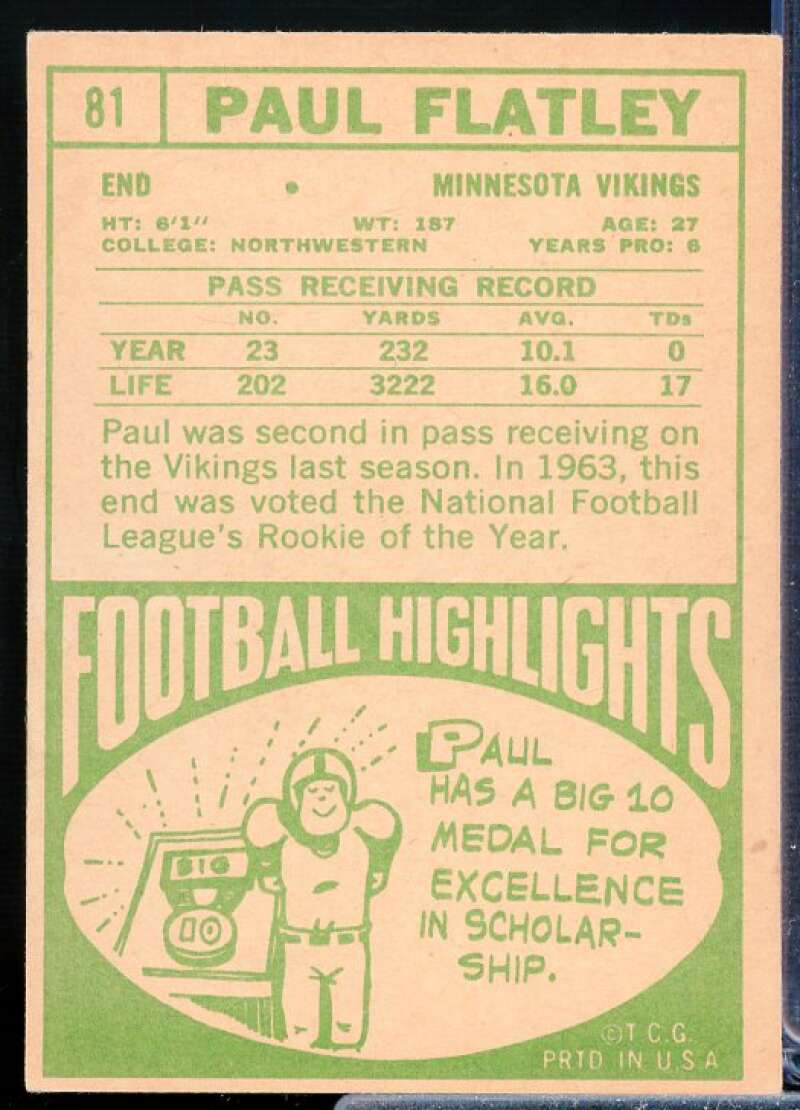 81 PAUL FLATLEY
END • MINNESOTA VIKINGS
HT: 6'1" WT: 187 AGE: 27
COLLEGE: NORTHWESTERN YEARS PRO: 6
PASS RECEIVING RECORD
NO. YARDS AVG. TDs
YEAR 23 232 10.1 0
LIFE 202 3222 16.0 17
Paul was second in pass receiving on
the Vikings last season. In 1963, this
end was voted the National Football
League's Rookie of the Year.
FOOTBALL HIGHLIGHTS
PAUL
HAS A BIG 10
MEDAL FOR
EXCELLENCE
IN SCHOLAR-
SHIP.
BIG
10
©T.C.G.
PRTD IN U.S.A